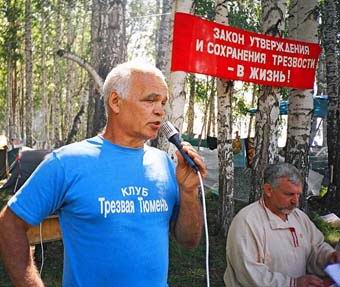 ЗАКОН УТВЕРЖДЕНИЯ
И СОХРАНЕНИЯ ТРЕЗВОСТИ
- В ЖИЗНЬ!
КЛУБ
Трезвая Тюмень